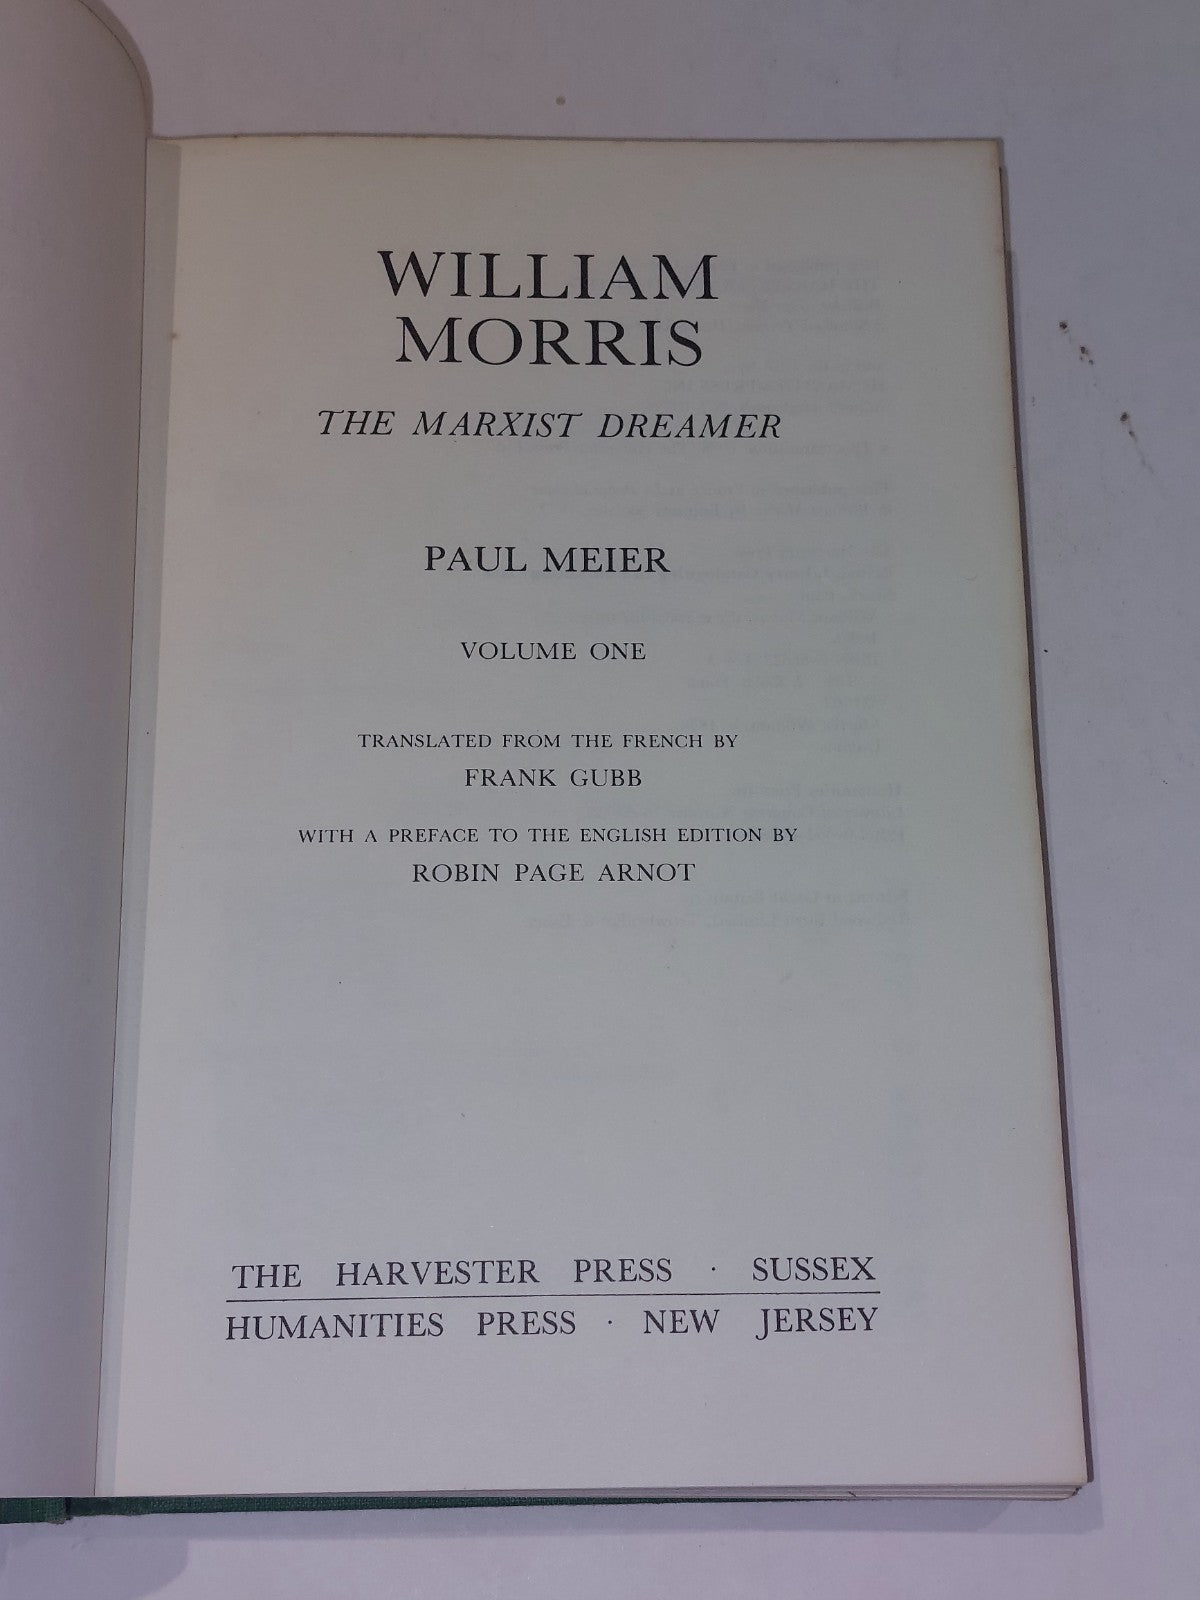 WILLIAM
MORRIS
THE MARXIST DREAMER
PAUL MEIER
VOLUME ONE
TRANSLATED FROM THE FRENCH BY
FRANK GUBB
WITH A PREFACE TO THE ENGLISH EDITION BY
ROBIN PAGE ARNOT
THE HARVESTER PRESS · SUSSEX
HUMANITIES PRESS · NEW JERSEY